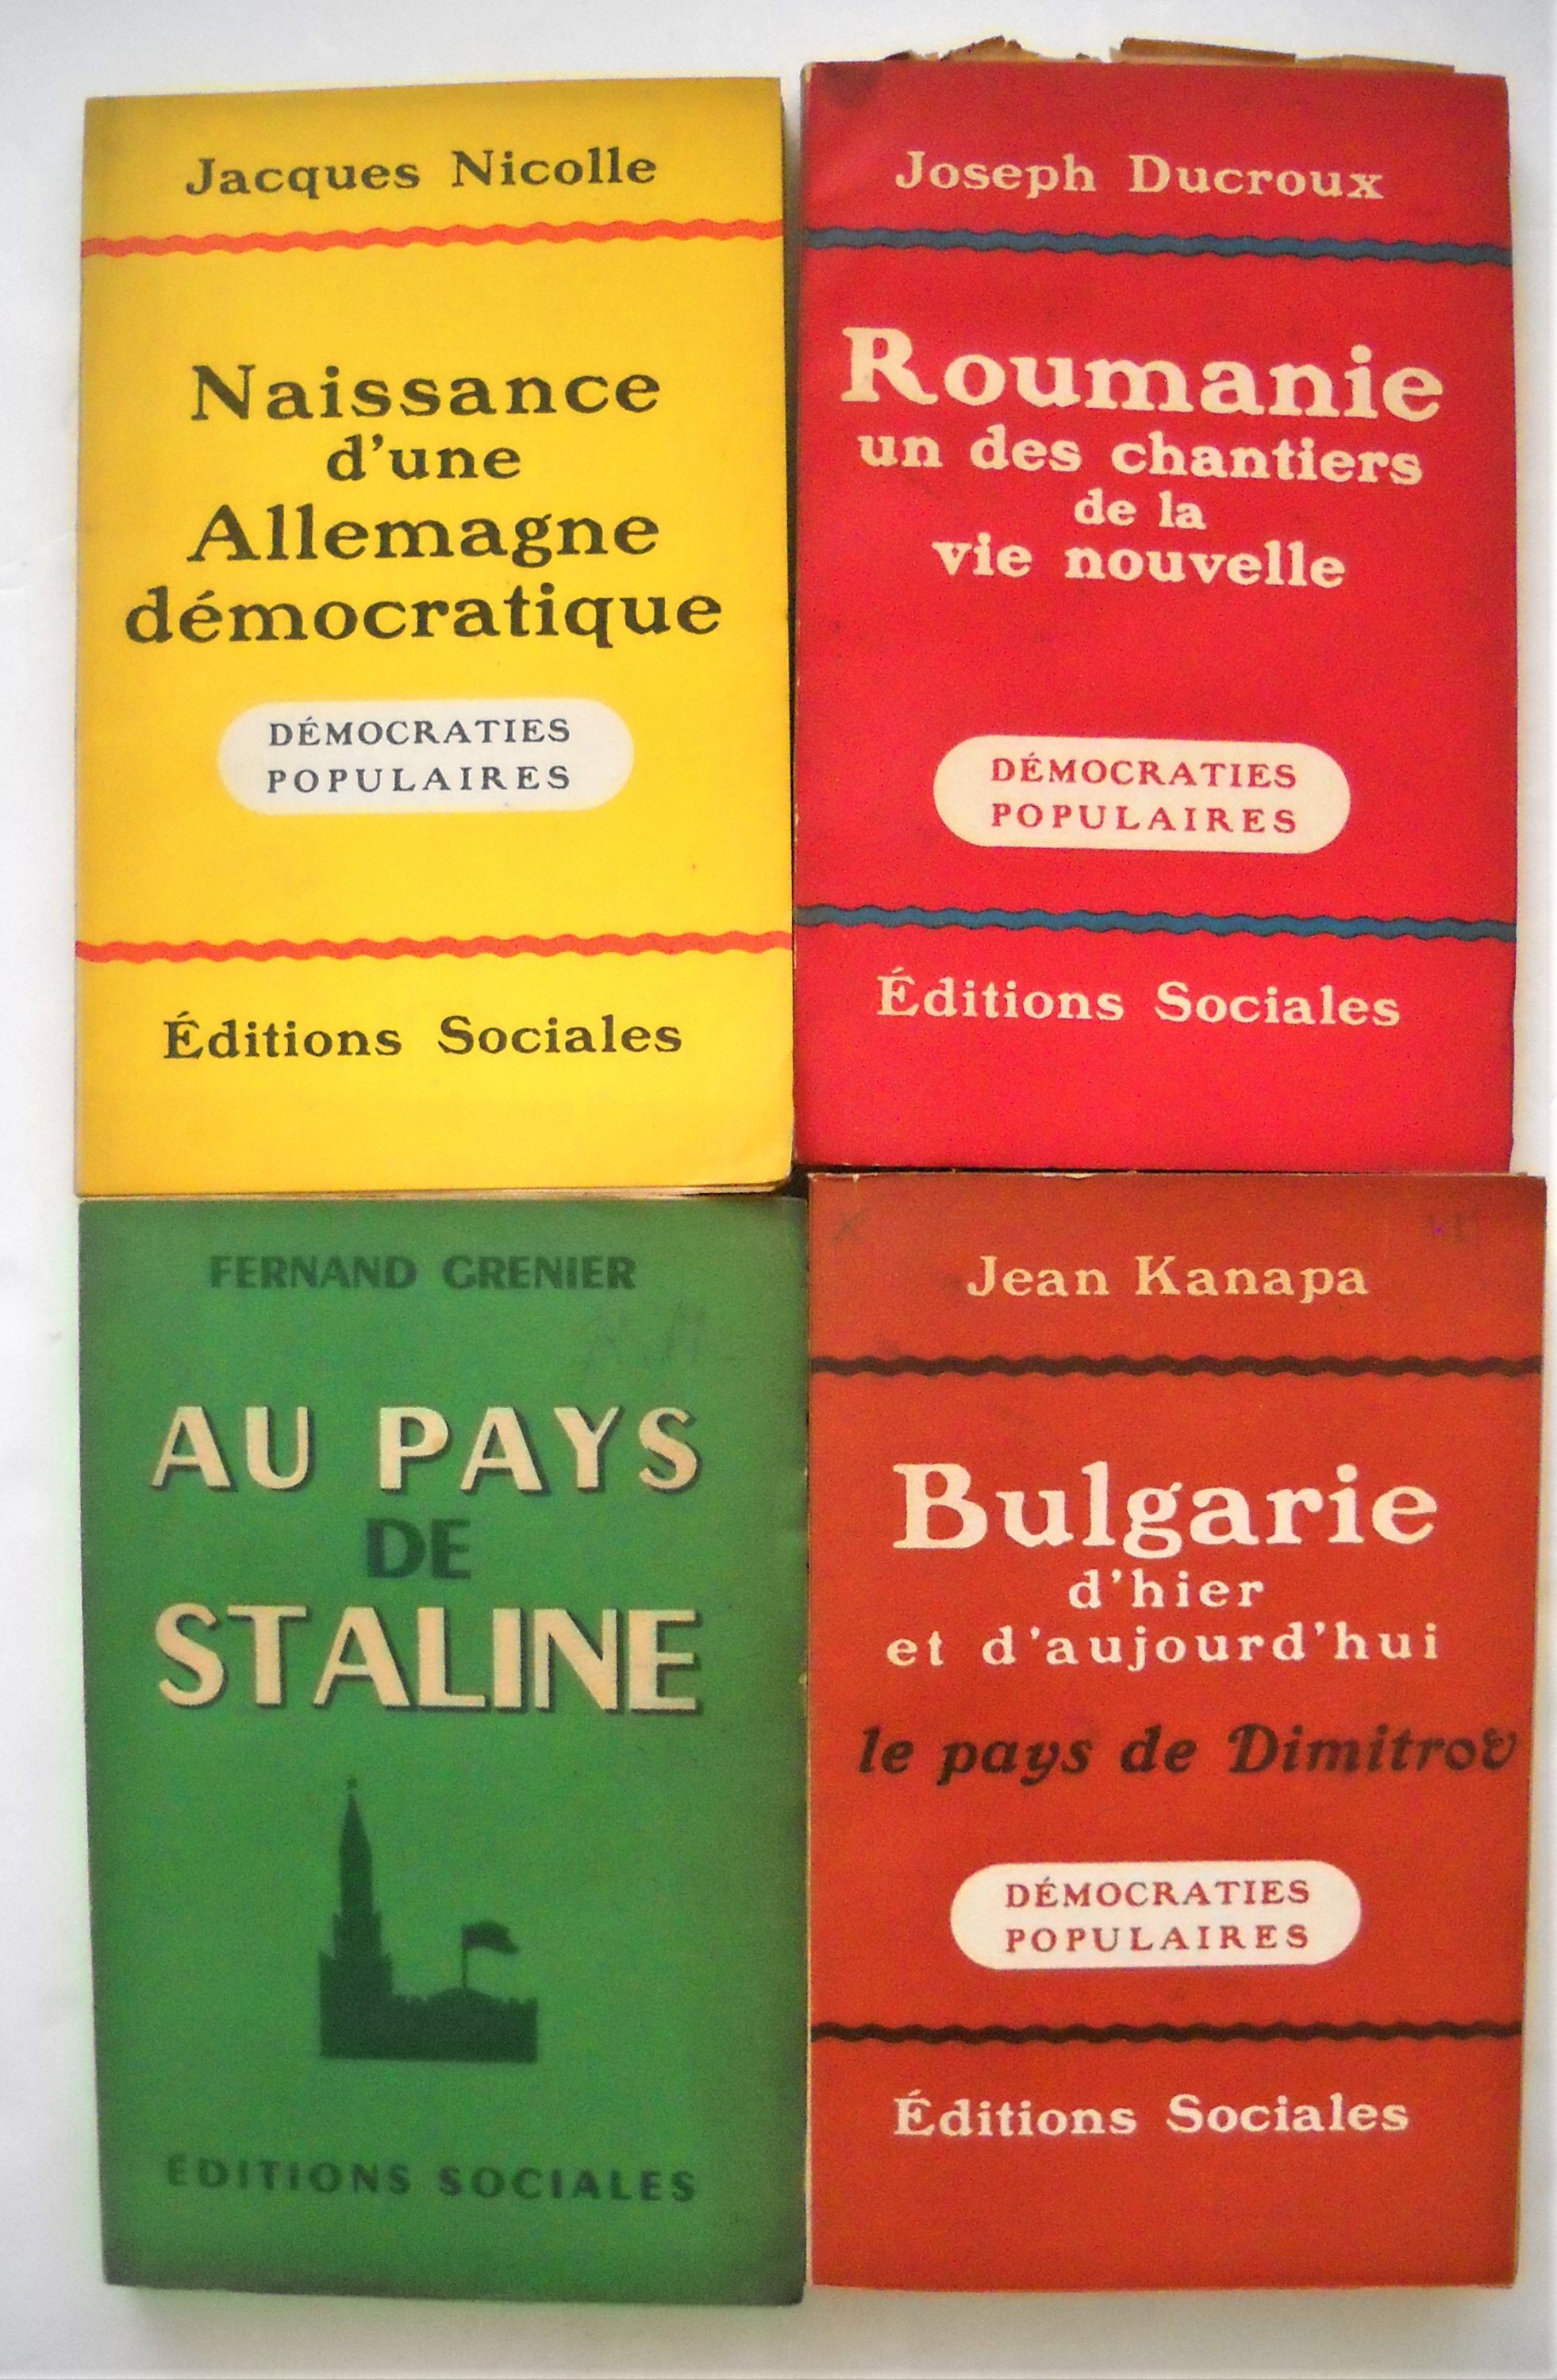 Jacques Nicolle
Naissance
d'une
Allemagne
démocratique
DÉMOCRATIES
POPULAIRES
Éditions Sociales
Joseph Ducroux
Roumanie
un des chantiers
de la
vie nouvelle
DÉMOCRATIES
POPULAIRES
Éditions Sociales
FERNAND GRENIER
AU PAYS
DE
STALINE
ÉDITIONS SOCIALES
Jean Kanapa
Bulgarie
d'hier
et d'aujourd'hui
le pays de Dimitrov
DÉMOCRATIES
POPULAIRES
Éditions Sociales